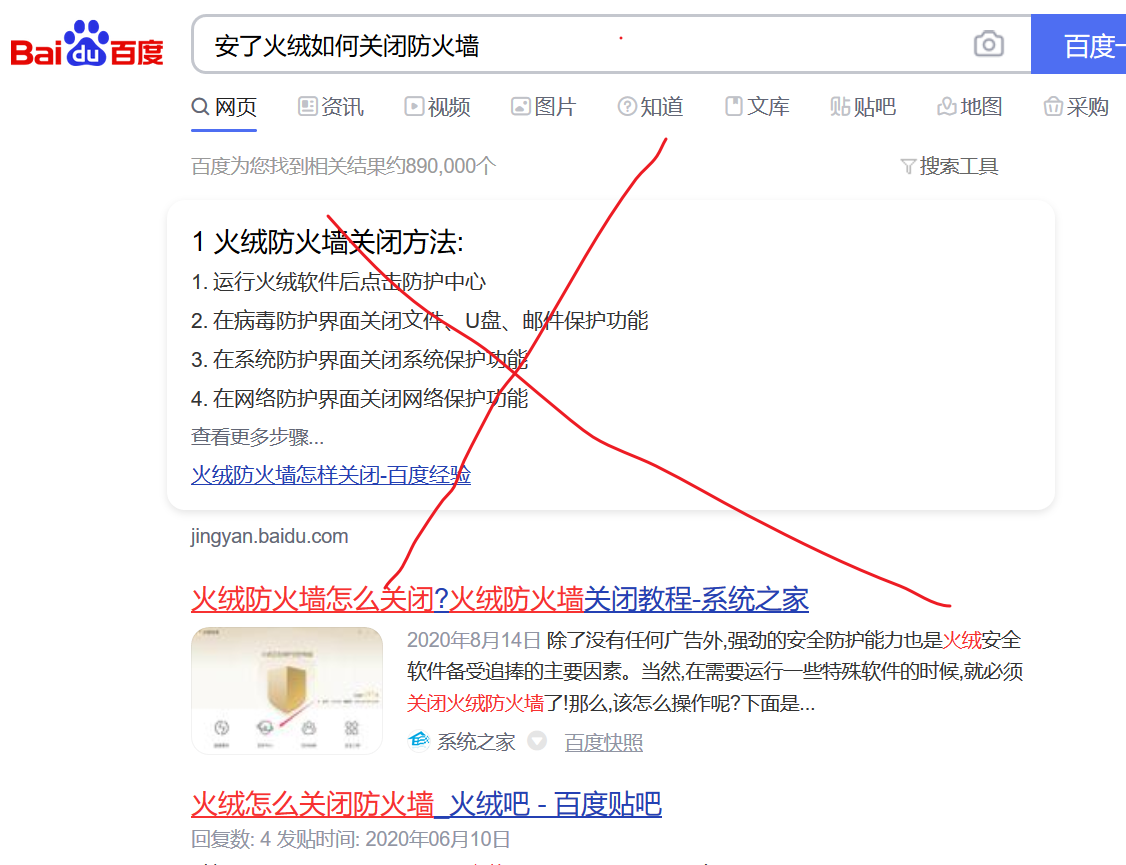 Bai du 百度
安了火绒如何关闭防火墙
百度一
网页 资讯 视频 图片 知道 文库 贴吧 地图 采购
百度为您找到相关结果约890,000个
搜索工具
1 火绒防火墙关闭方法:
1. 运行火绒软件后点击防护中心
2. 在病毒防护界面关闭文件、U盘、邮件保护功能
3. 在系统防护界面关闭系统保护功能
4. 在网络防护界面关闭网络保护功能
查看更多步骤...
火绒防火墙怎样关闭-百度经验
jingyan.baidu.com
火绒防火墙怎么关闭?火绒防火墙关闭教程-系统之家
2020年8月14日 除了没有任何广告外,强劲的安全防护能力也是火绒安全
软件备受追捧的主要因素。当然,在需要运行一些特殊软件的时候,就必须
关闭火绒防火墙了!那么,该怎么操作呢?下面是...
系统之家 百度快照
火绒怎么关闭防火墙_火绒吧 - 百度贴吧
回复数: 4 发贴时间: 2020年06月10日